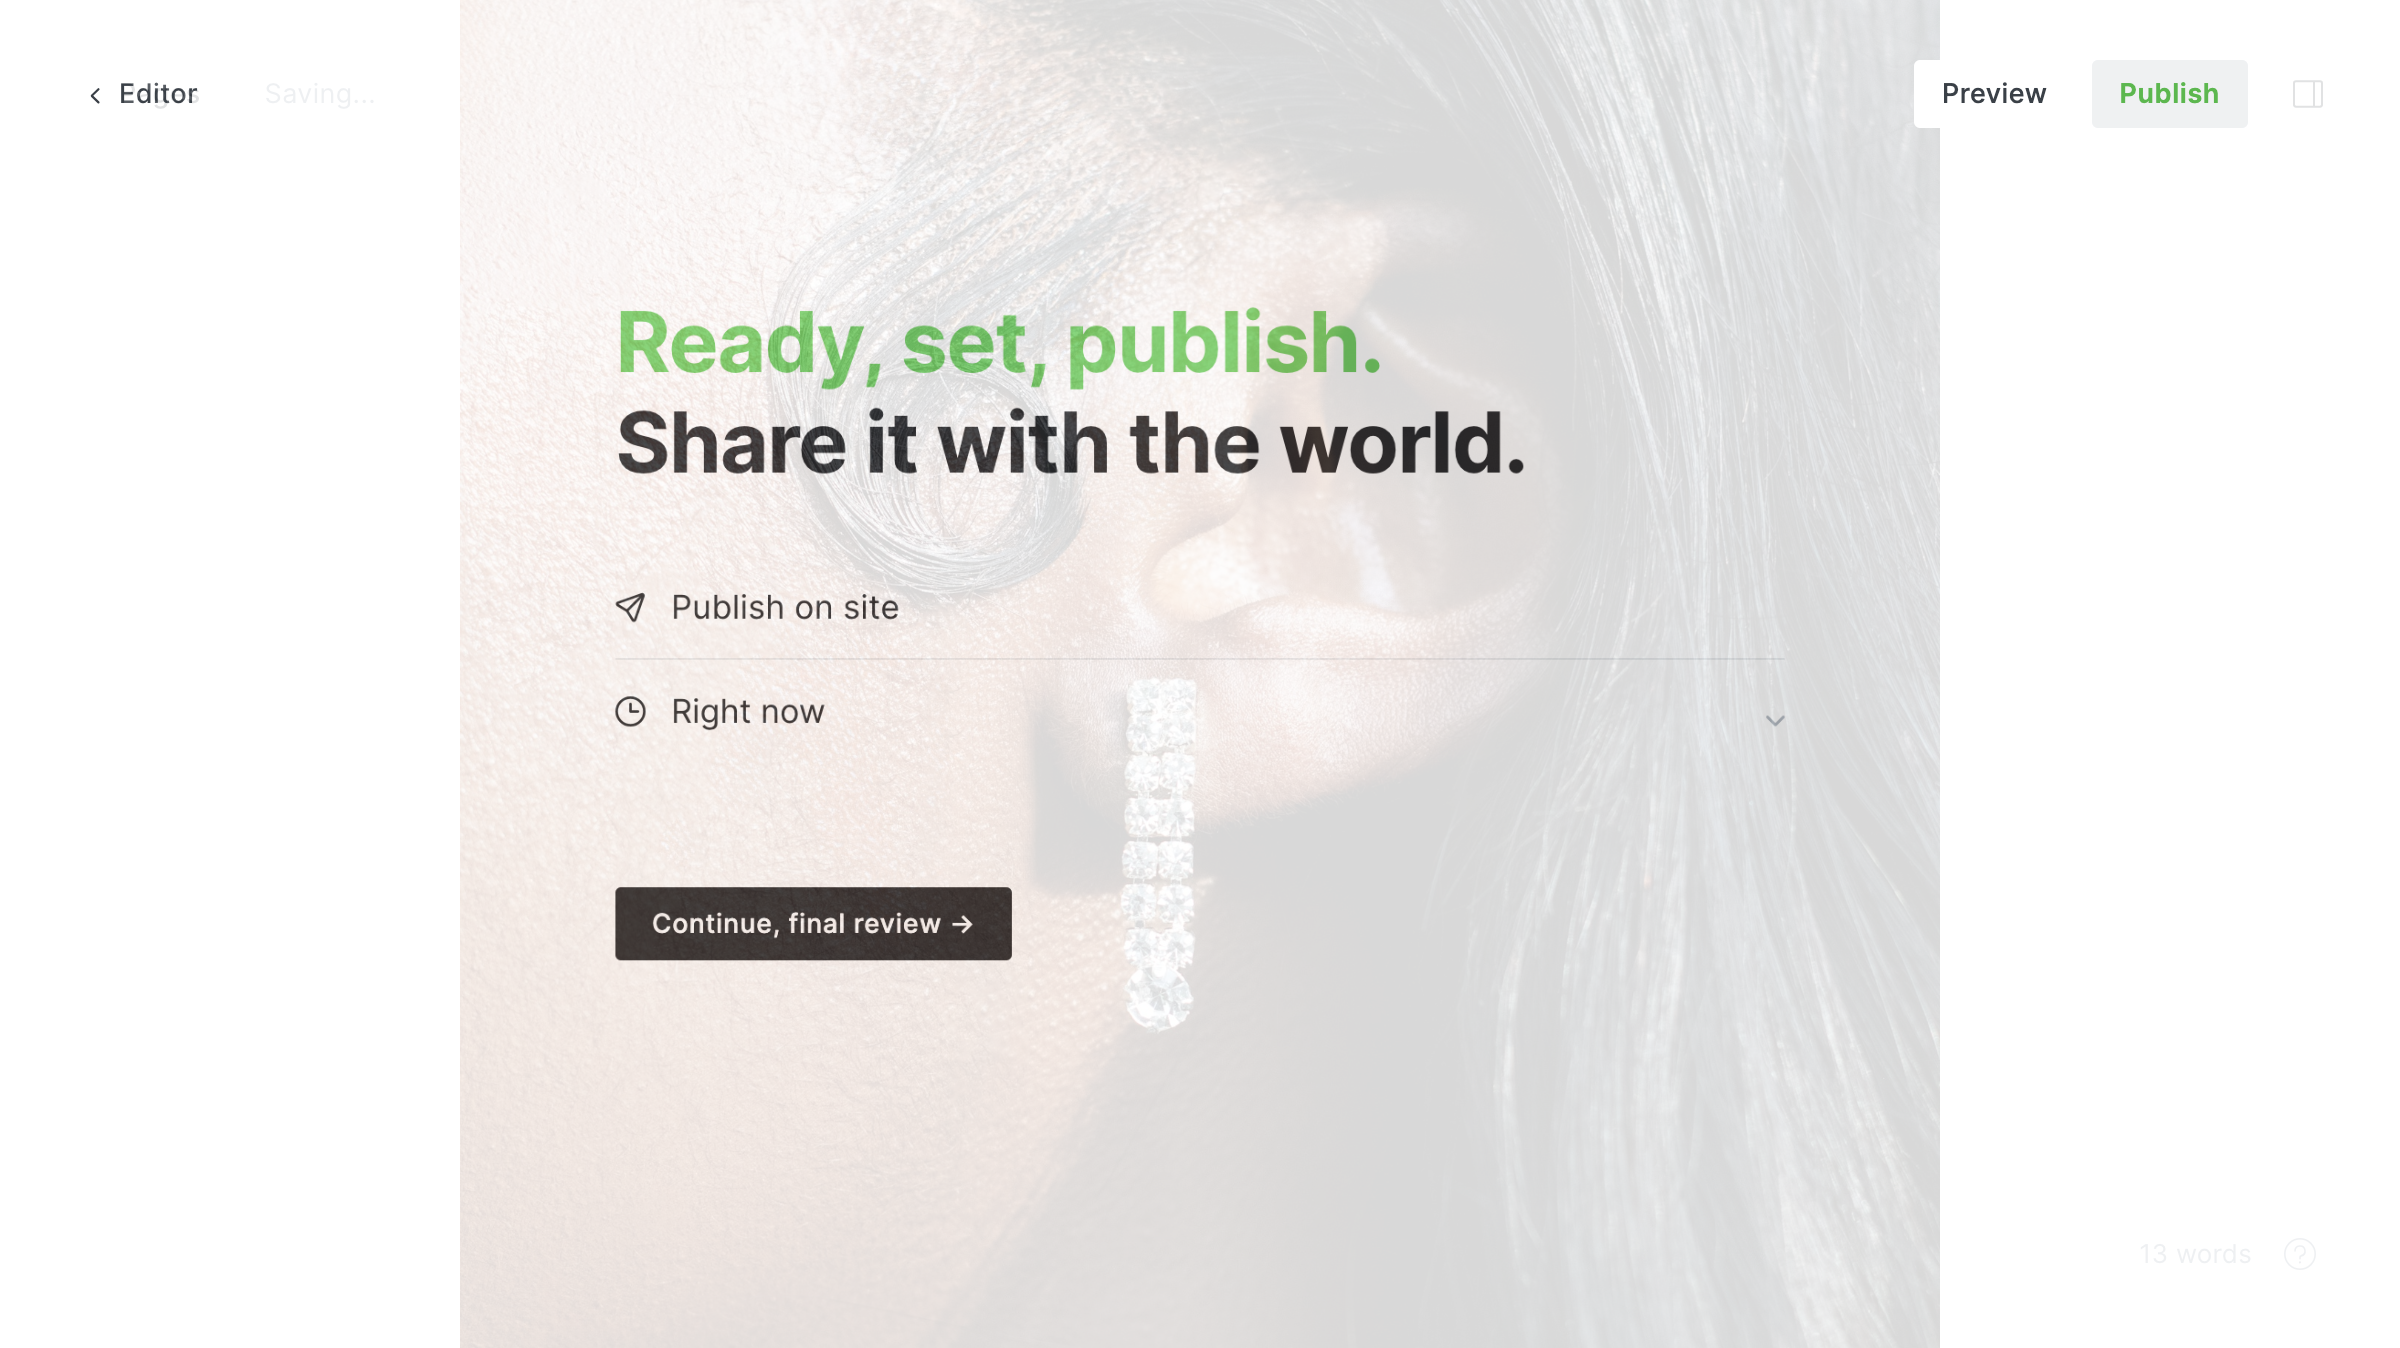 Editor
Saving...
Preview
Publish
Ready, set, publish.
Share it with the world.
Publish on site
Right now
Continue, final review →
13 words